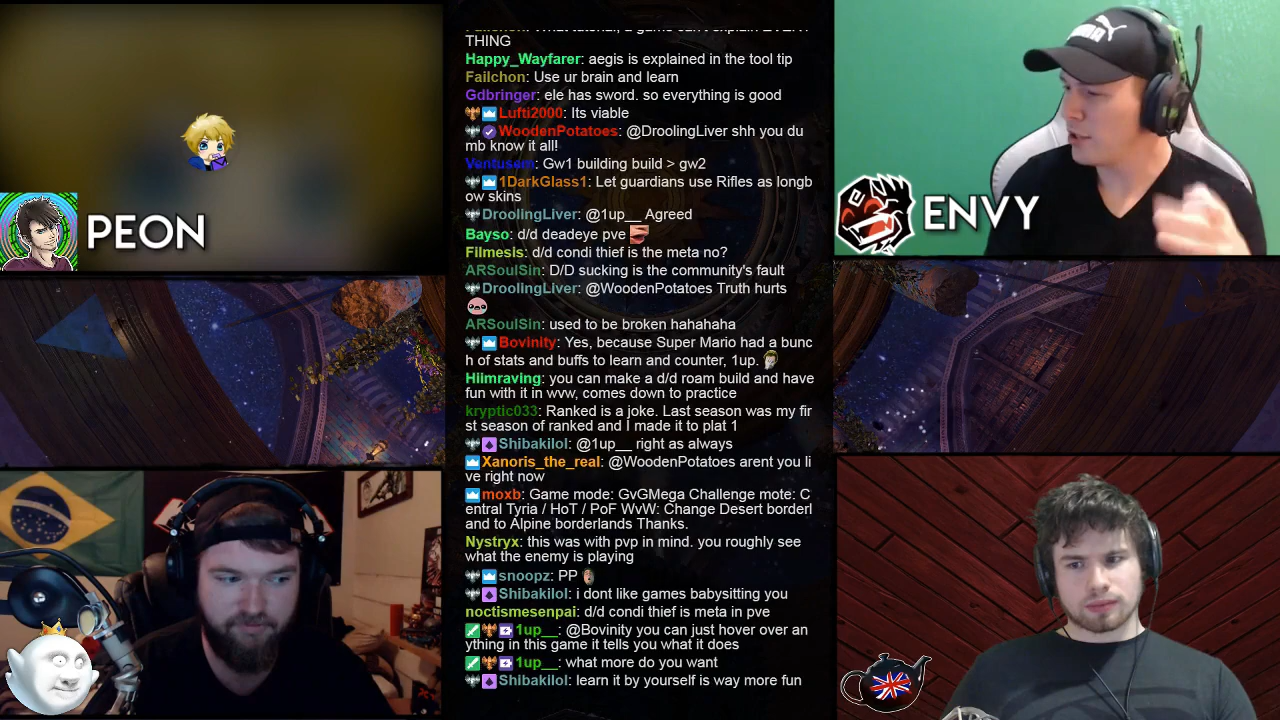 PEON
THING
Happy_Wayfarer: aegis is explained in the tool tip
Failchon: Use ur brain and learn
Gdbringer: ele has sword. so everything is good
Lufti2000: Its viable
WoodenPotatoes: @DroolingLiver shh you du
mb know it all!
Ventusem: Gw1 building build > gw2
1DarkGlass1: Let guardians use Rifles as longb
ow skins
DroolingLiver: @1up__ Agreed
Bayso: d/d deadeye pve
Filmesis: d/d condi thief is the meta no?
ARSoulSin: D/D sucking is the community's fault
DroolingLiver: @WoodenPotatoes Truth hurts
ARSoulSin: used to be broken hahahaha
Bovinity: Yes, because Super Mario had a bunc
h of stats and buffs to learn and counter, 1up.
Hiimraving: you can make a d/d roam build and have
fun with it in wvw, comes down to practice
kryptic033: Ranked is a joke. Last season was my fir
st season of ranked and I made it to plat 1
Shibakilol: @1up__ right as always
Xanoris_the_real: @WoodenPotatoes arent you li
ve right now
moxb: Game mode: GvGMega Challenge mote: C
entral Tyria / HoT / PoF WvW: Change Desert borderl
and to Alpine borderlands Thanks.
Nystryx: this was with pvp in mind. you roughly see
what the enemy is playing
snoopz: PP
Shibakilol: i dont like games babysitting you
noctismesenpai: d/d condi thief is meta in pve
1up__: @Bovinity you can just hover over an
ything in this game it tells you what it does
1up__: what more do you want
Shibakilol: learn it by yourself is way more fun
PUMA
ENVY